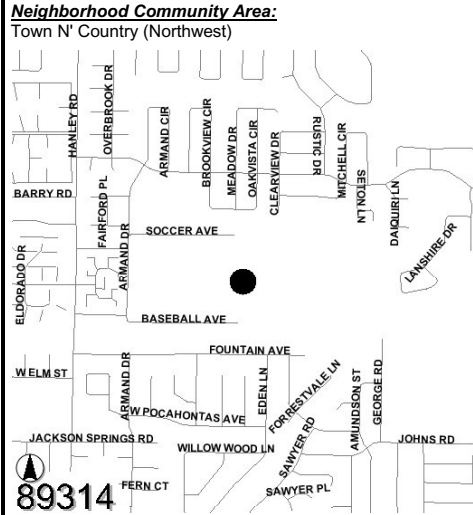 Neighborhood Community Area:
Town N' Country (Northwest)
HANLEY RD
OVERBROOK DR
ARMAND CIR
BROOKVIEW CIR
MEADOW DR
OAKVISTA CIR
CLEARVIEW DR
RUSTIC DR
MITCHELL CIR
SETON LN
DAIQUIRI LN
LANSHIRE DR
BARRY RD
FAIRFORD PL
ARMAND DR
SOCCER AVE
ELDORADO DR
BASEBALL AVE
FOUNTAIN AVE
W ELM ST
ARMAND DR
EDEN LN
FORRESTVALE LN
AMUNDSON ST
GEORGE RD
W POCAHONTAS AVE
JACKSON SPRINGS RD
WILLOW WOOD LN
SAWYER RD
JOHNS RD
FERN CT
SAWYER PL
89314